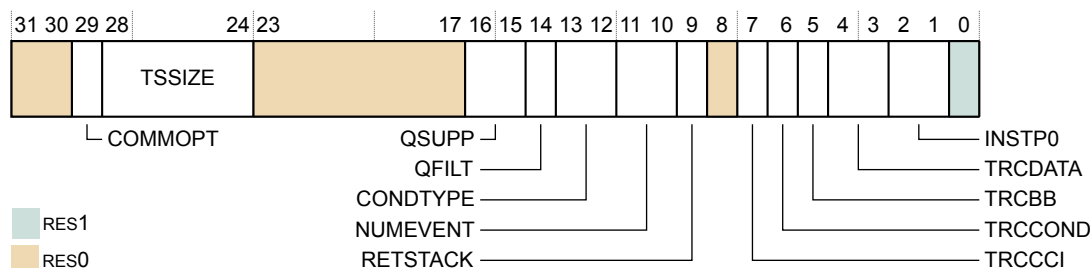 31 30 29 28 24 23 17 16 15 14 13 12 11 10 9 8 7 6 5 4 3 2 1 0
TSSIZE
COMMOPT QSUPP INSTP0
QFILT TRCDATA
CONDTYPE TRCBB
RES1 NUMEVENT TRCCOND
RES0 RETSTACK TRCCCI